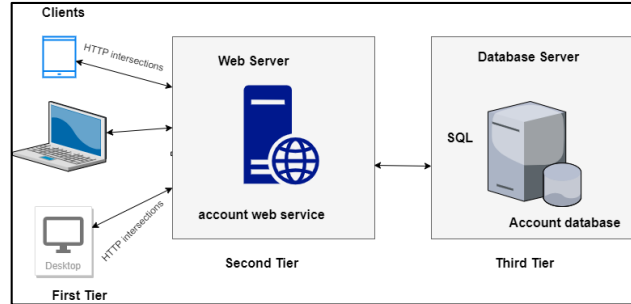 Clients
HTTP intersections
Web Server
account web service
Second Tier
Database Server
SQL
Account database
Third Tier
Desktop
HTTP intersections
First Tier